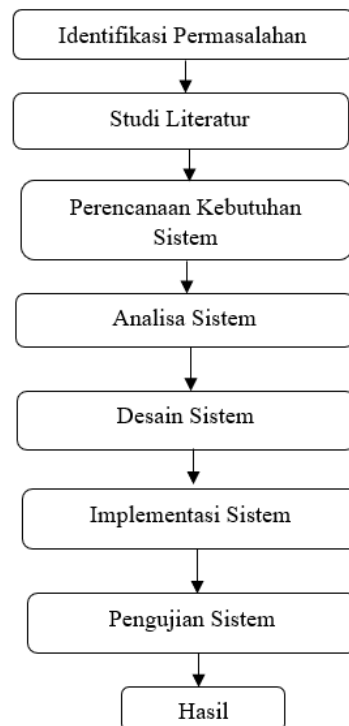 Identifikasi Permasalahan
Studi Literatur
Perencanaan Kebutuhan
Sistem
Analisa Sistem
Desain Sistem
Implementasi Sistem
Pengujian Sistem
Hasil